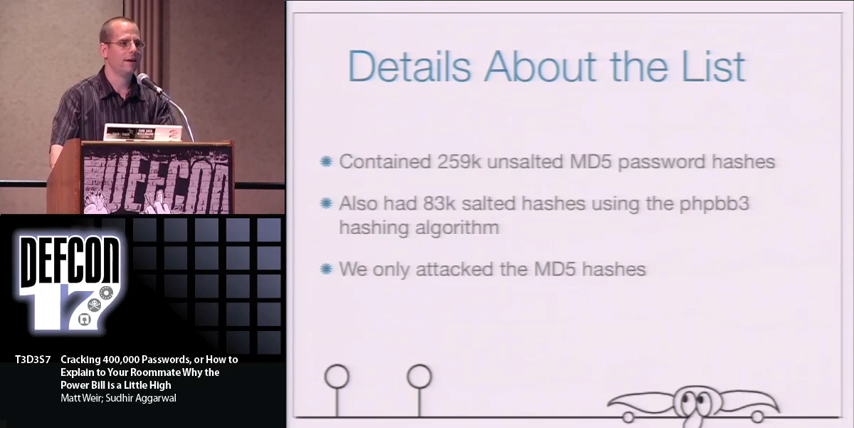 Details About the List
Contained 259k unsalted MD5 password hashes
Also had 83k salted hashes using the phpbb3
hashing algorithm
We only attacked the MD5 hashes
DEFCON
DEFCON
17
T3D3S7 Cracking 400,000 Passwords, or How to
Explain to Your Roommate Why the
Power Bill is a Little High
Matt Weir; Sudhir Aggarwal